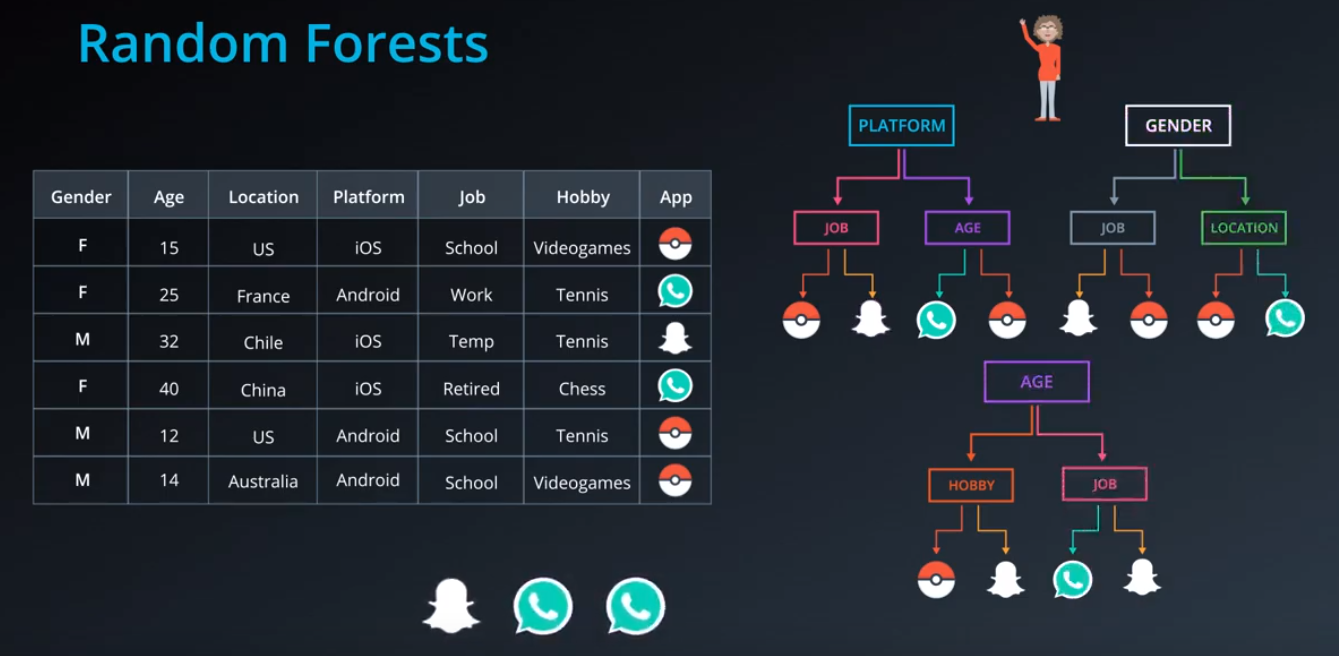 Random Forests
Gender Age Location Platform Job Hobby App
F 15 US iOS School Videogames
F 25 France Android Work Tennis
M 32 Chile iOS Temp Tennis
F 40 China iOS Retired Chess
M 12 US Android School Tennis
M 14 Australia Android School Videogames
PLATFORM
JOB AGE
GENDER
JOB LOCATION
AGE
HOBBY JOB